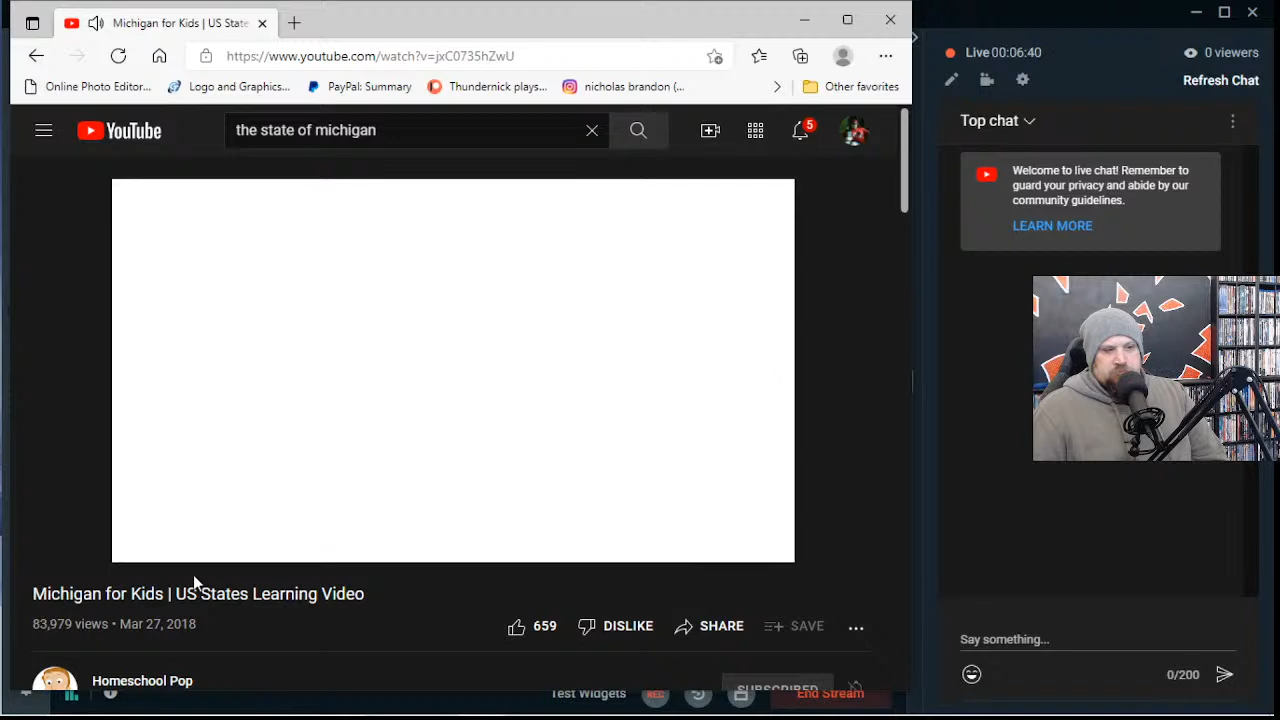 Michigan for Kids | US State
https://www.youtube.com/watch?v=jxC0735hZwU
Online Photo Editor...
Logo and Graphics...
PayPal: Summary
Thundernick plays...
nicholas brandon (...
Other favorites
YouTube
the state of michigan
5
Michigan for Kids | US States Learning Video
83,979 views • Mar 27, 2018
659
DISLIKE
SHARE
SAVE
Homeschool Pop
SUBSCRIBED
Test Widgets
REC
End Stream
Live 00:06:40
0 viewers
Refresh Chat
Top chat
Welcome to live chat! Remember to
guard your privacy and abide by our
community guidelines.
LEARN MORE
Say something...
0/200